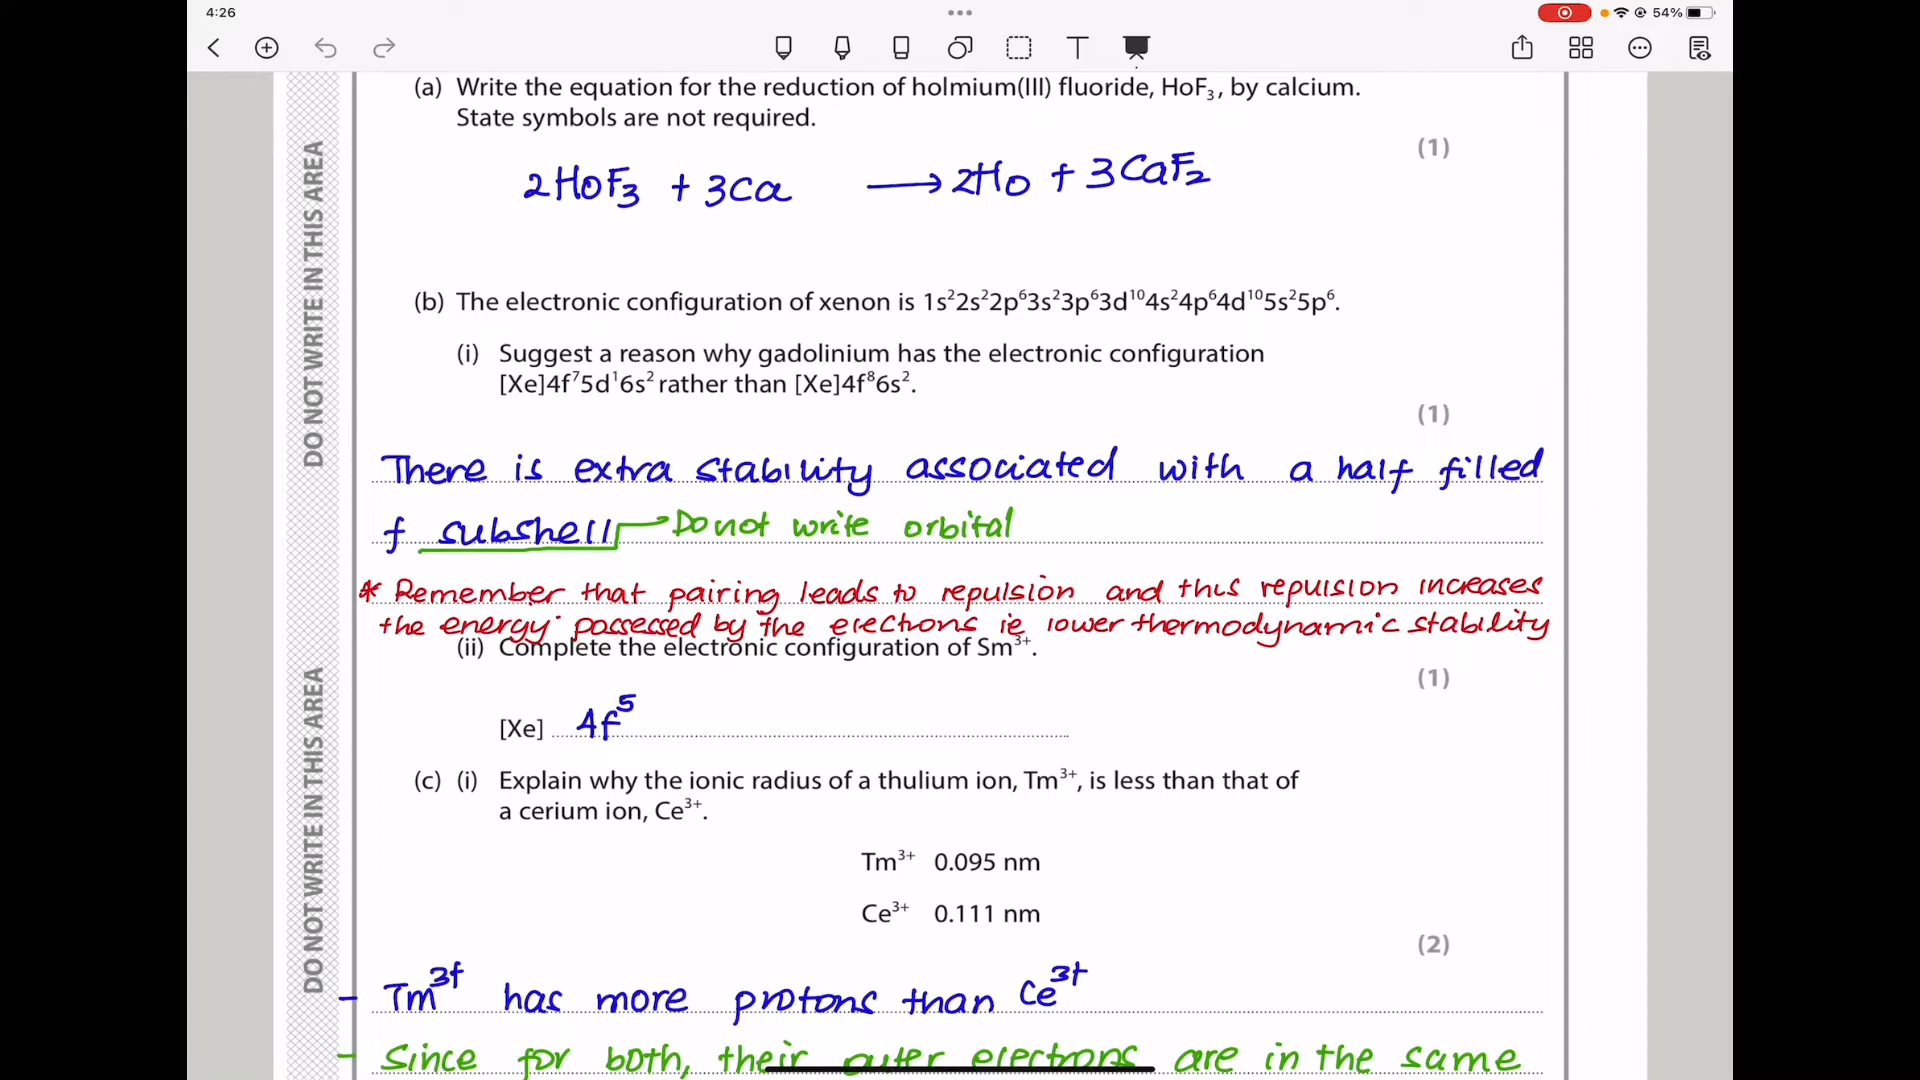 4:26
54%
(a) Write the equation for the reduction of holmium(III) fluoride, HoF₃, by calcium.
State symbols are not required.
(1)
2HoF₃ + 3Ca ⟶ 2Ho + 3CaF₂
(b) The electronic configuration of xenon is 1s²2s²2p⁶3s²3p⁶3d¹⁰4s²4p⁶4d¹⁰5s²5p⁶.
(i) Suggest a reason why gadolinium has the electronic configuration
[Xe]4f⁷5d¹6s² rather than [Xe]4f⁸6s².
(1)
There is extra stability associated with a half filled
f subshell → Do not write orbital
* Remember that pairing leads to repulsion and this repulsion increases
the energy possessed by the electrons ie lower thermodynamic stability
(ii) Complete the electronic configuration of Sm³⁺.
(1)
[Xe] 4f⁵
(c) (i) Explain why the ionic radius of a thulium ion, Tm³⁺, is less than that of
a cerium ion, Ce³⁺.
Tm³⁺ 0.095 nm
Ce³⁺ 0.111 nm
(2)
- Tm³⁺ has more protons than Ce³⁺
- Since for both, their outer electrons are in the same
DO NOT WRITE IN THIS AREA
DO NOT WRITE IN THIS AREA